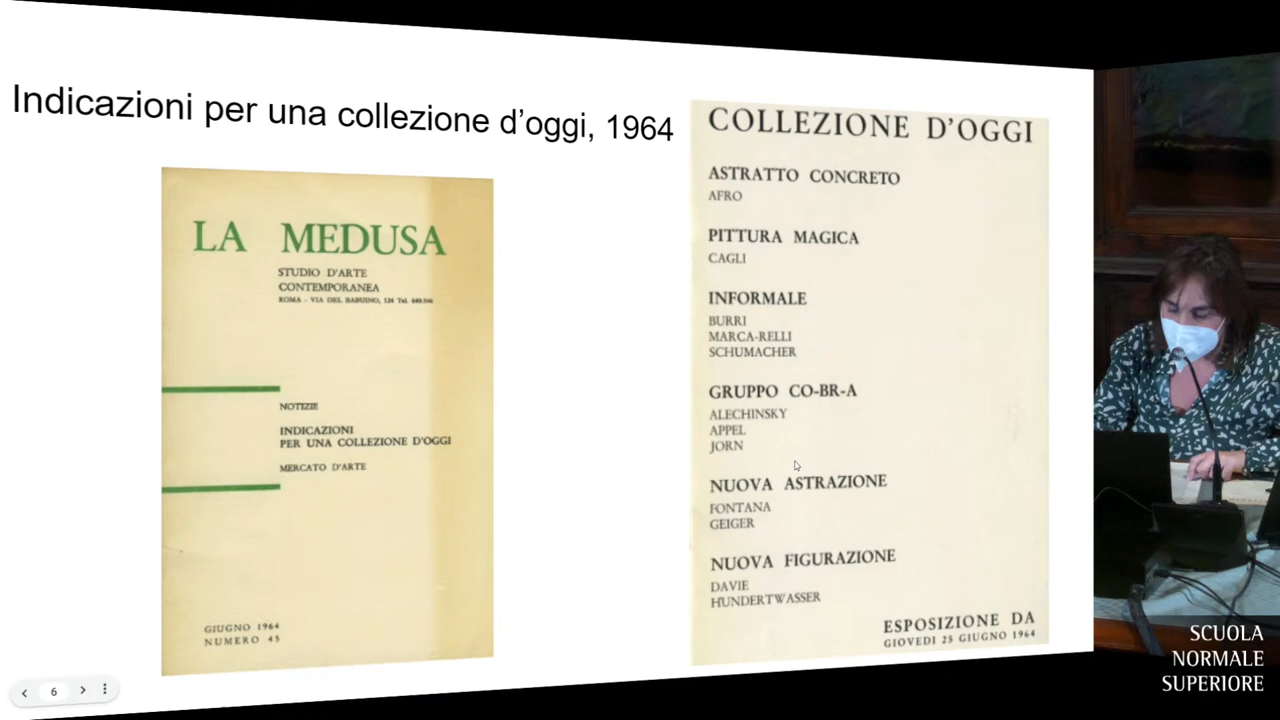 Indicazioni per una collezione d'oggi, 1964
LA MEDUSA
STUDIO D'ARTE
CONTEMPORANEA
ROMA - VIA DEL BABUINO, 124 Tel. 640.546
NOTIZIE
INDICAZIONI
PER UNA COLLEZIONE D'OGGI
MERCATO D'ARTE
GIUGNO 1964
NUMERO 45
COLLEZIONE D'OGGI
ASTRATTO CONCRETO
AFRO
PITTURA MAGICA
CAGLI
INFORMALE
BURRI
MARCA-RELLI
SCHUMACHER
GRUPPO CO-BR-A
ALECHINSKY
APPEL
JORN
NUOVA ASTRAZIONE
FONTANA
GEIGER
NUOVA FIGURAZIONE
DAVIE
HUNDERTWASSER
ESPOSIZIONE DA
GIOVEDI 25 GIUGNO 1964
6
SCUOLA
NORMALE
SUPERIORE